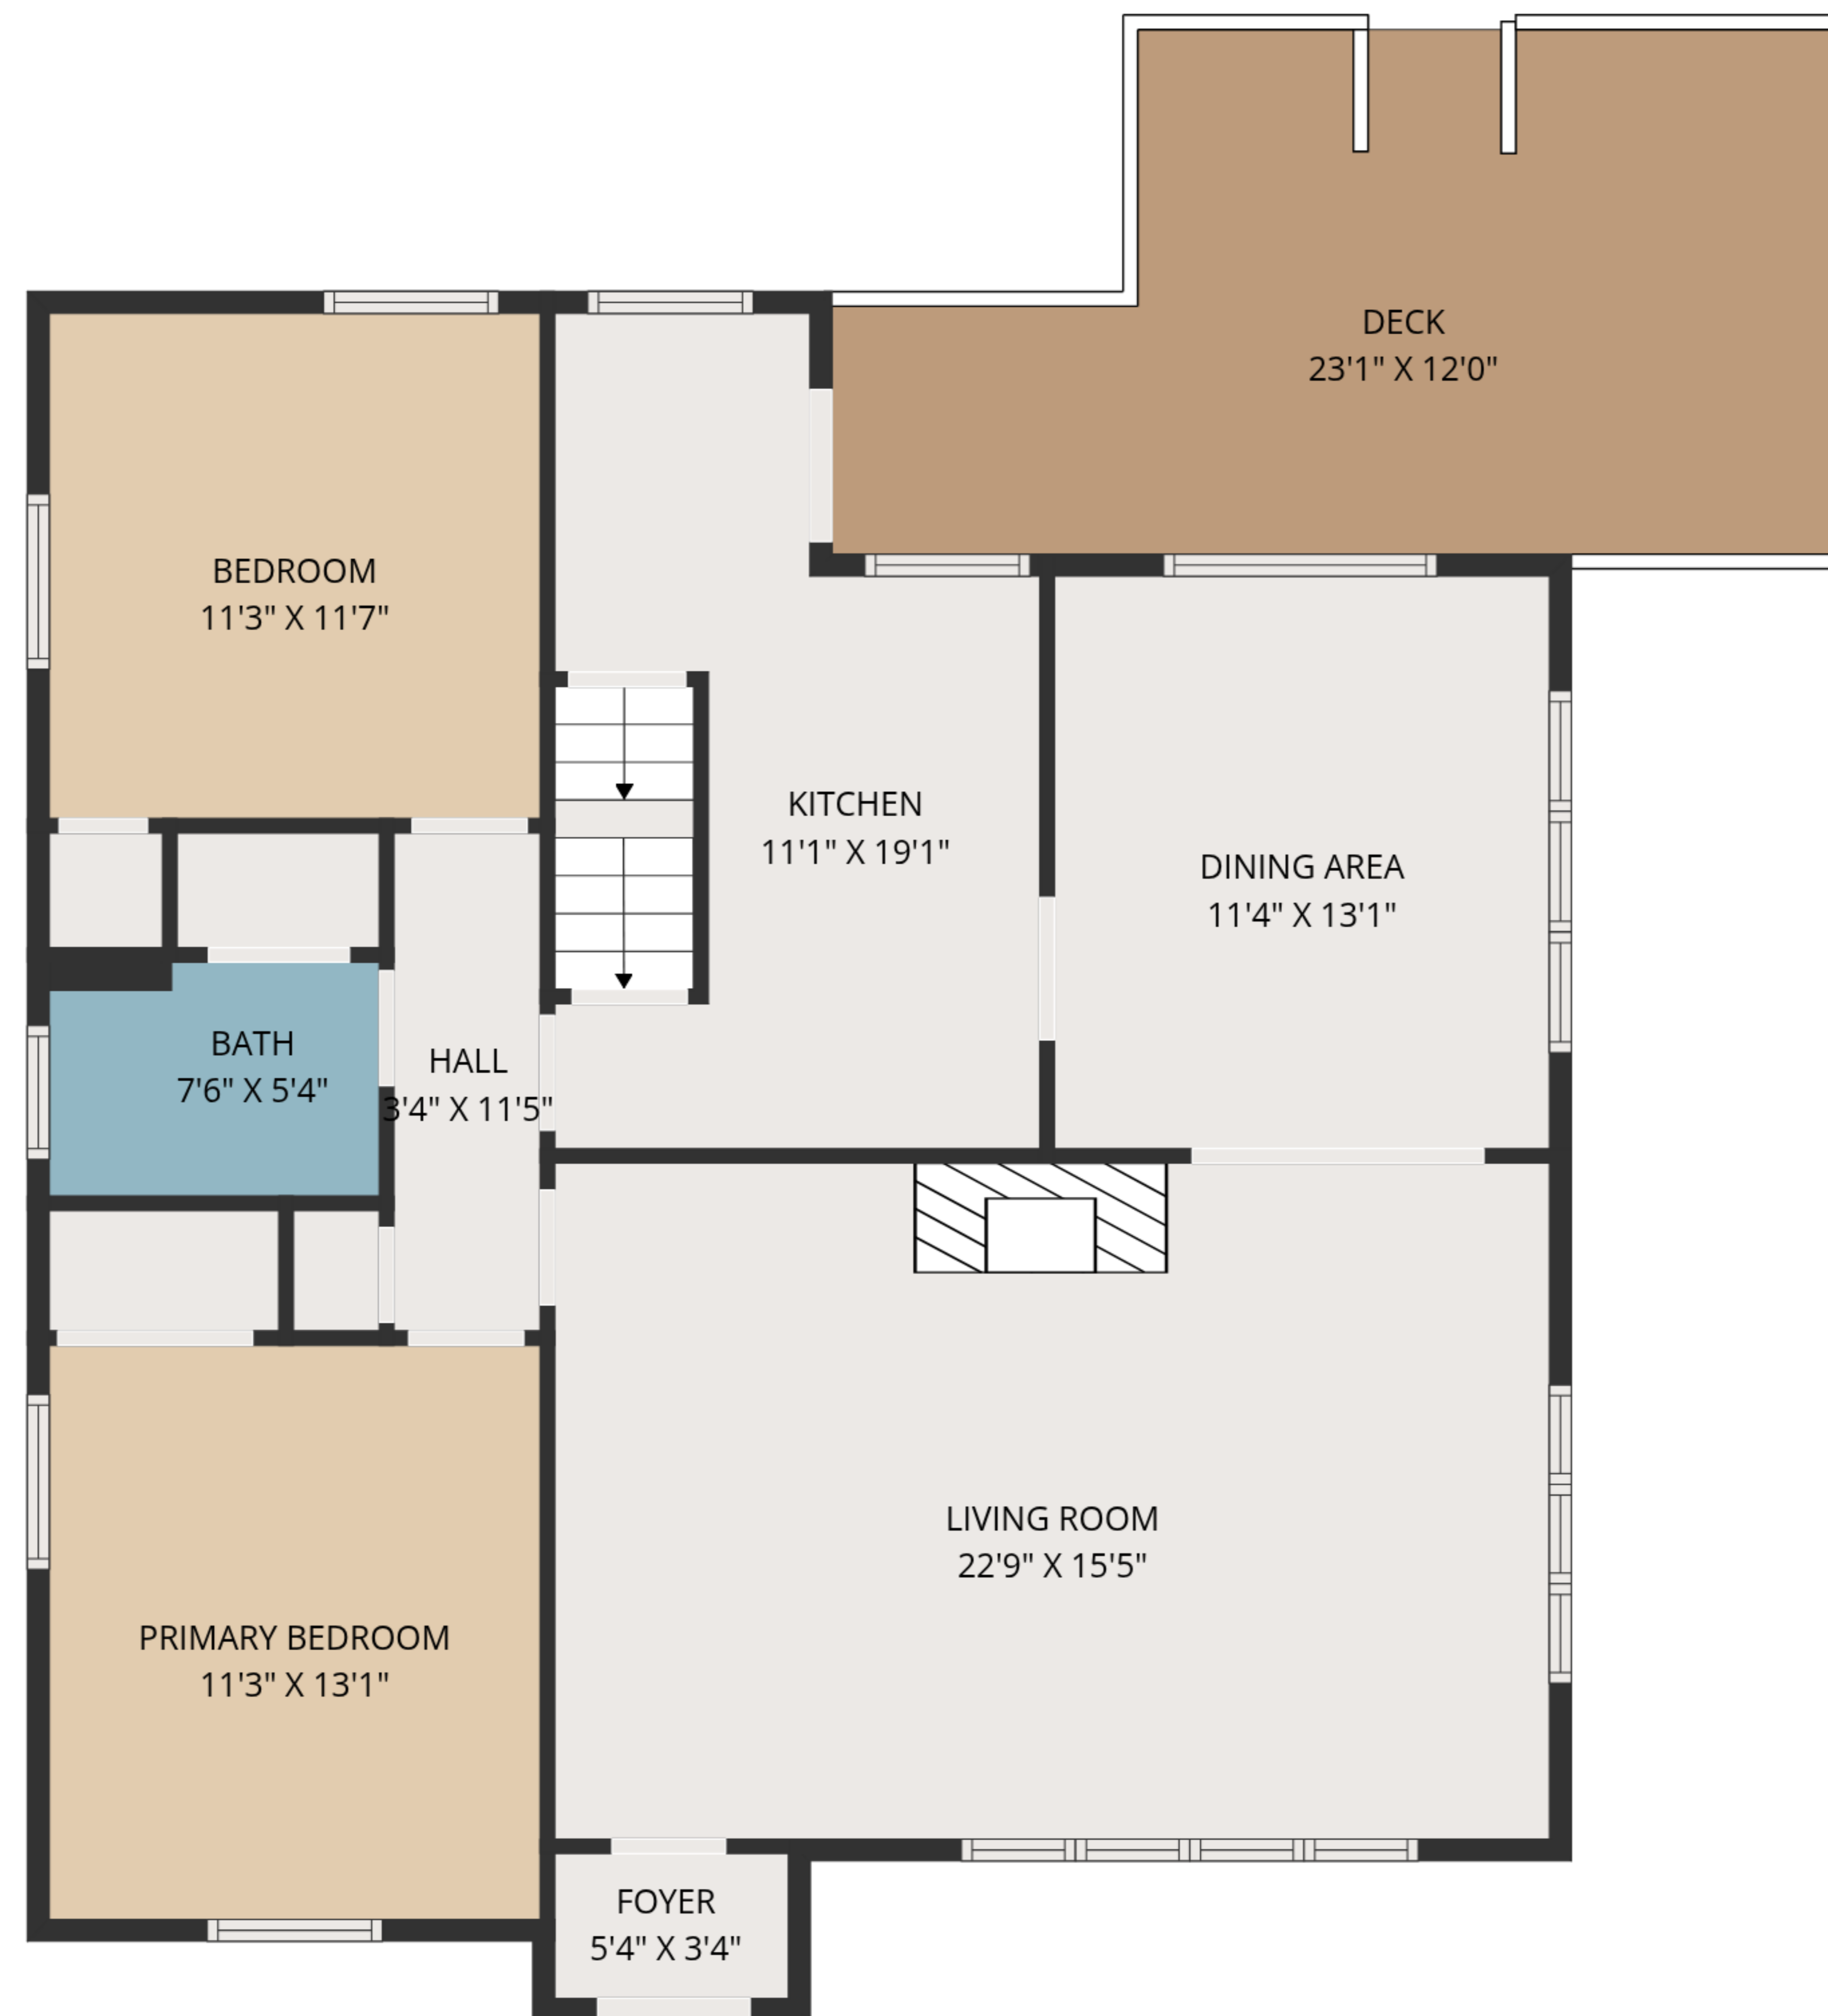 DECK
23'1" X 12'0"
BEDROOM
11'3" X 11'7"
KITCHEN
11'1" X 19'1"
DINING AREA
11'4" X 13'1"
BATH
7'6" X 5'4"
HALL
3'4" X 11'5"
LIVING ROOM
22'9" X 15'5"
PRIMARY BEDROOM
11'3" X 13'1"
FOYER
5'4" X 3'4"